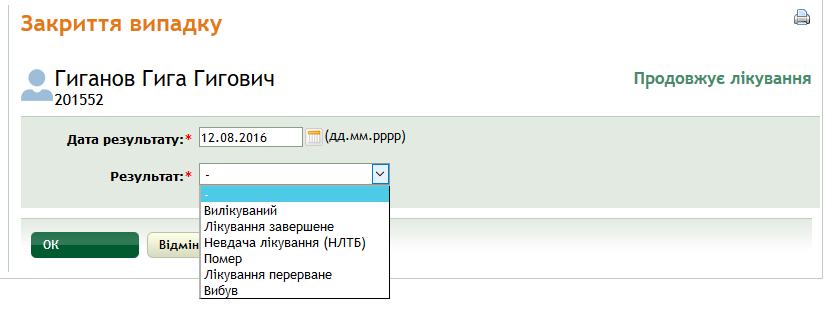 Закриття випадку
Гиганов Гига Гигович
201552
Продовжує лікування
Дата результату:* 12.08.2016 (дд.мм.рррр)
Результат:* -
-
Вилікуваний
Лікування завершене
Невдача лікування (НЛТБ)
Помер
Лікування перерване
Вибув
OK
Відмін